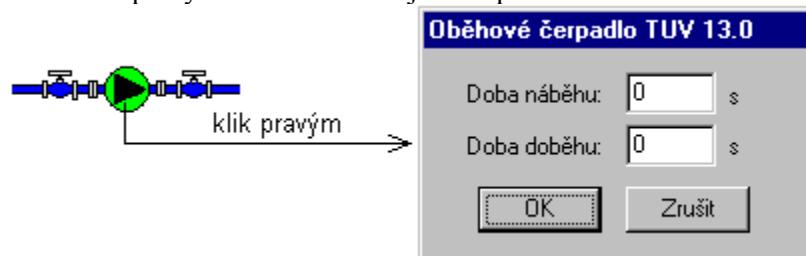 Oběhové čerpadlo TUV 13.0
Doba náběhu: 0 s
klik pravým
Doba doběhu: 0 s
OK Zrušit